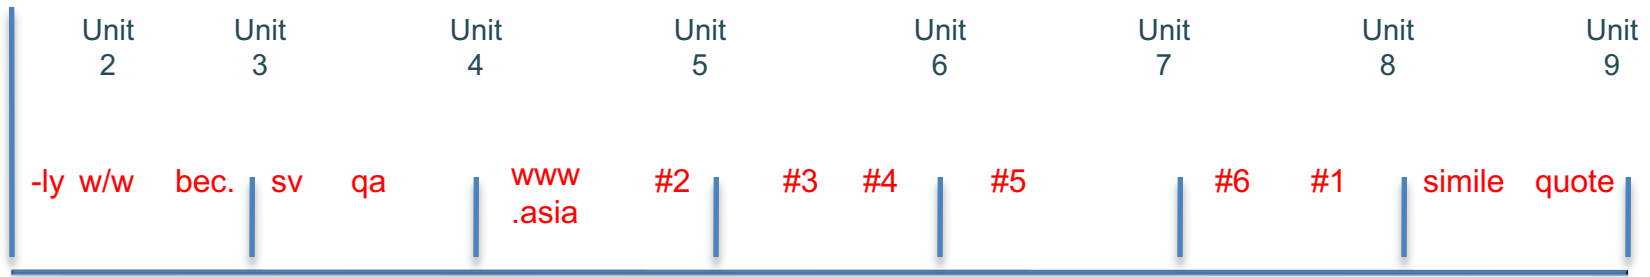 Unit Unit Unit Unit Unit Unit Unit Unit
2 3 4 5 6 7 8 9
-ly w/w bec. sv qa www #2 #3 #4 #5 #6 #1 simile quote
.asia